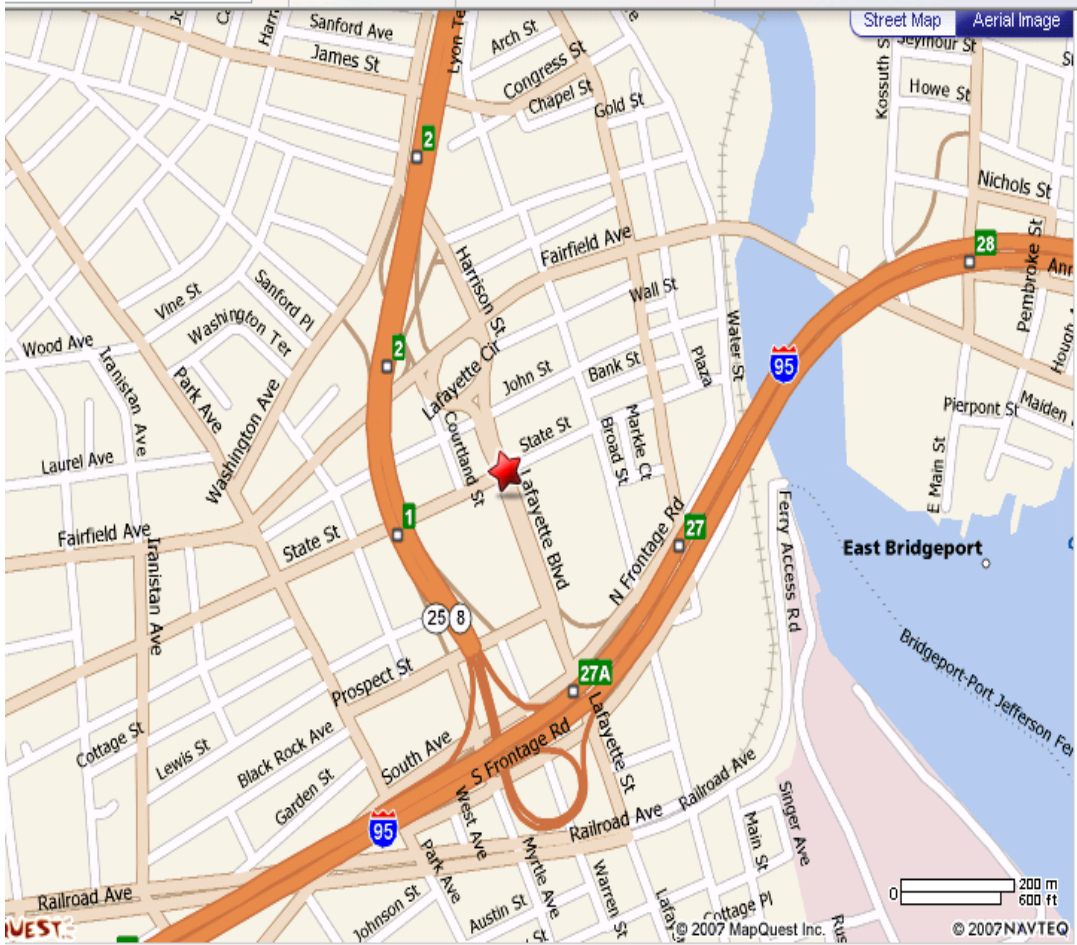 Street Map
Aerial Image
Sanford Ave
James St
Lyon Te
Arch St
Congress St
Chapel St
Gold St
Kossuth S
Seymour St
Howe St
Nichols St
2
28
Harrison St
Fairfield Ave
Pembroke St
Ann
Vine St
Sanford Pl
Washington Ter
Wall St
Water St
Wood Ave
2
Iranistan Ave
Park Ave
Lafayette Cir
John St
Bank St
Plaza
95
Hough A
Maiden
Pierpont St
Washington Ave
Courtland St
State St
Broad St
Markle Ct
E Main St
Laurel Ave
Lafayette Blvd
Fairfield Ave
State St
1
27
N Frontage Rd
Ferry Access Rd
East Bridgeport
Iranistan Ave
25
8
Bridgeport-Port Jefferson Fe
Prospect St
27A
Lafayette St
Cottage St
Lewis St
Black Rock Ave
Garden St
South Ave
S Frontage Rd
95
West Ave
Railroad Ave
Railroad Ave
Singer Ave
Main St
Park Ave
Myrtle Ave
Warren St
Railroad Ave
Johnson St
Austin St
Lafay
Cottage Pl
Rus
0
200 m
600 ft
QUEST
© 2007 MapQuest Inc.
© 2007 NAVTEQ